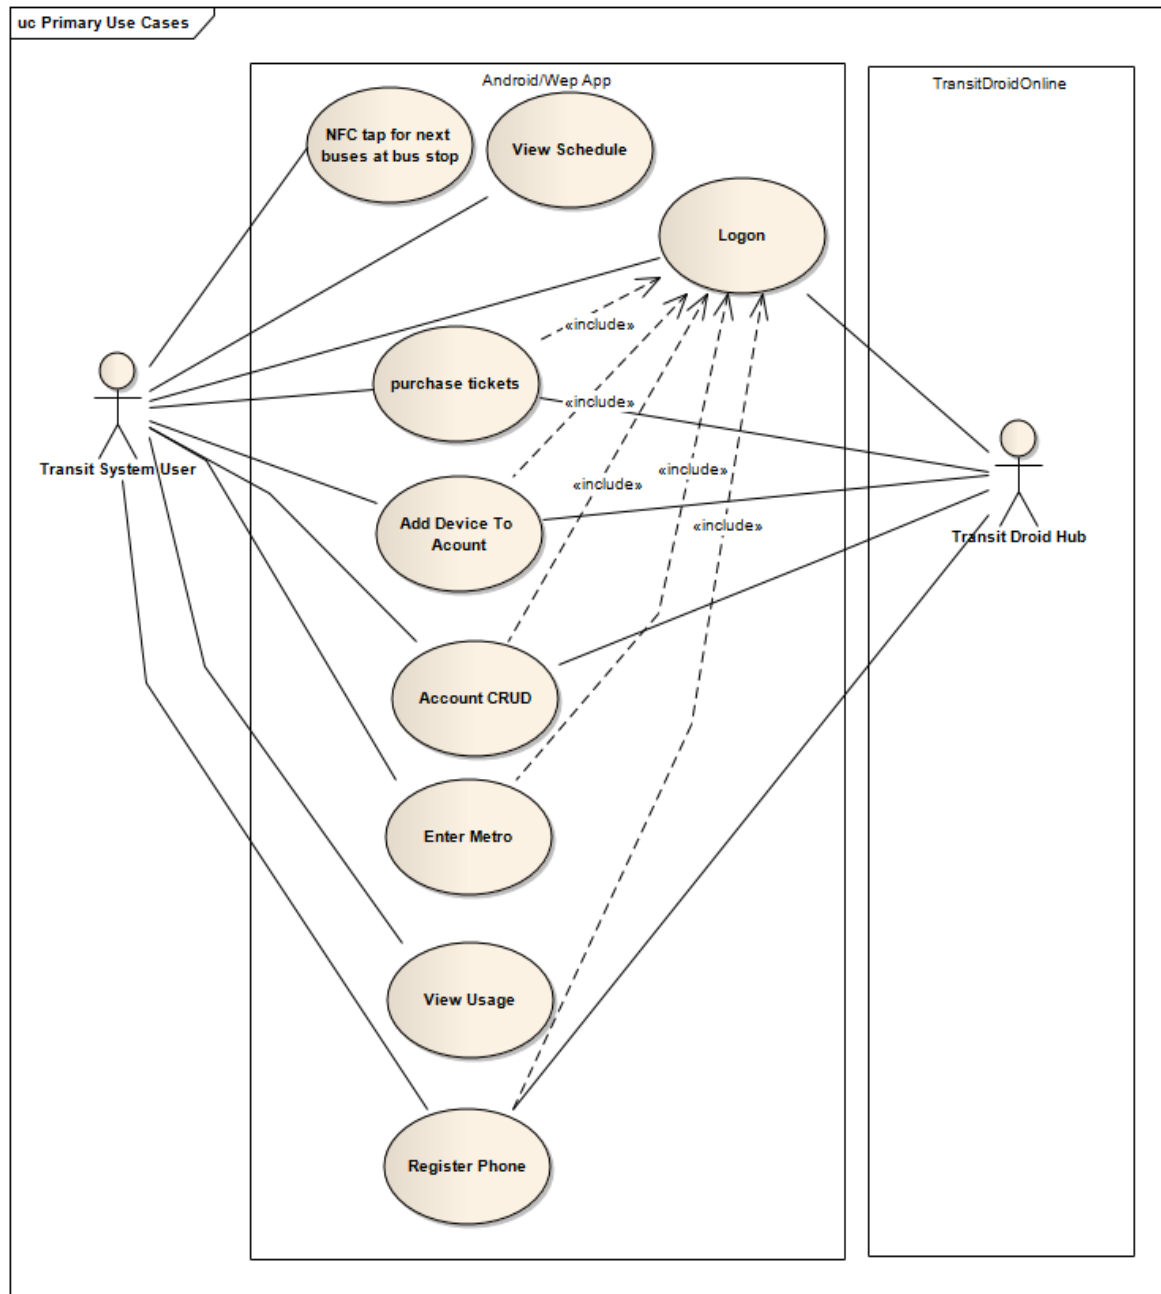 uc Primary Use Cases
Android/Wep App
TransitDroidOnline
NFC tap for next
buses at bus stop
View Schedule
Logon
«include»
purchase tickets
«include»
Transit System User
«include»
«include»
Add Device To
Acount
«include»
Transit Droid Hub
Account CRUD
Enter Metro
View Usage
Register Phone